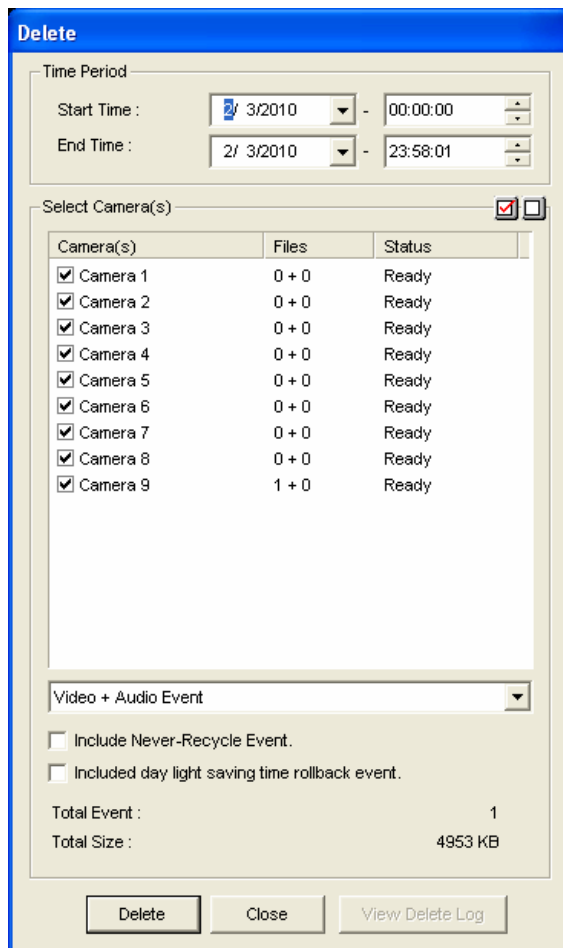 Delete
Time Period
Start Time : 2/ 3/2010 - 00:00:00
End Time : 2/ 3/2010 - 23:58:01
Select Camera(s)
Camera(s) Files Status
Camera 1 0 + 0 Ready
Camera 2 0 + 0 Ready
Camera 3 0 + 0 Ready
Camera 4 0 + 0 Ready
Camera 5 0 + 0 Ready
Camera 6 0 + 0 Ready
Camera 7 0 + 0 Ready
Camera 8 0 + 0 Ready
Camera 9 1 + 0 Ready
Video + Audio Event
Include Never-Recycle Event.
Included day light saving time rollback event.
Total Event : 1
Total Size : 4953 KB
Delete Close View Delete Log